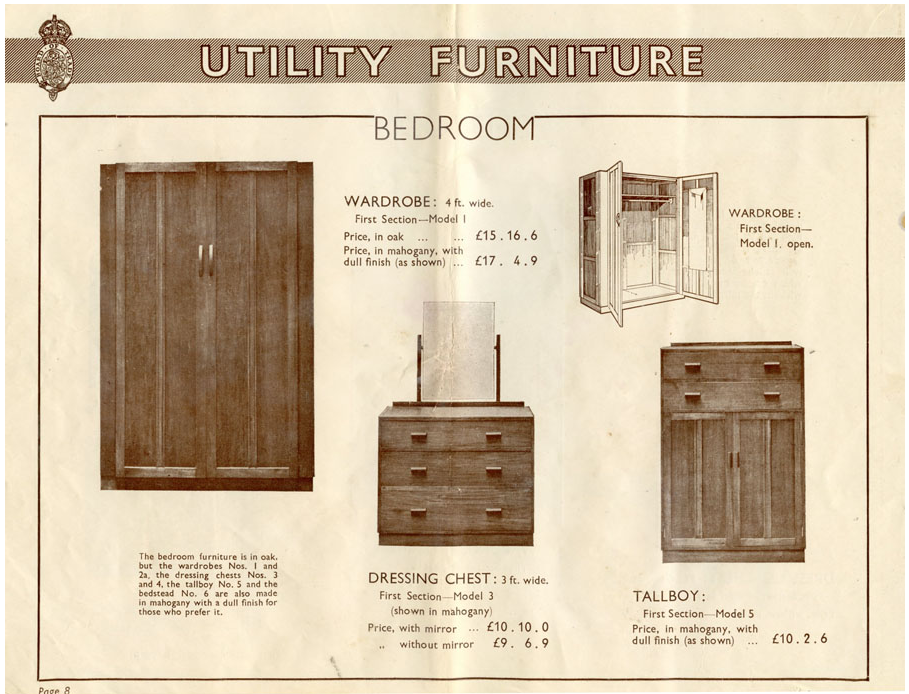 UTILITY FURNITURE
BEDROOM
WARDROBE: 4 ft. wide.
First Section—Model 1
Price, in oak ... ... £15.16.6
Price, in mahogany, with
dull finish (as shown) ... £17. 4.9
WARDROBE:
First Section—
Model 1. open.
The bedroom furniture is in oak,
but the wardrobes Nos. 1 and
2a, the dressing chests Nos. 3
and 4, the tallboy No. 5 and the
bedstead No. 6 are also made
in mahogany with a dull finish for
those who prefer it.
DRESSING CHEST: 3 ft. wide.
First Section—Model 3
(shown in mahogany)
Price, with mirror ... £10.10.0
„ without mirror £9. 6.9
TALLBOY:
First Section—Model 5
Price, in mahogany, with
dull finish (as shown) ... £10.2.6
Page 8